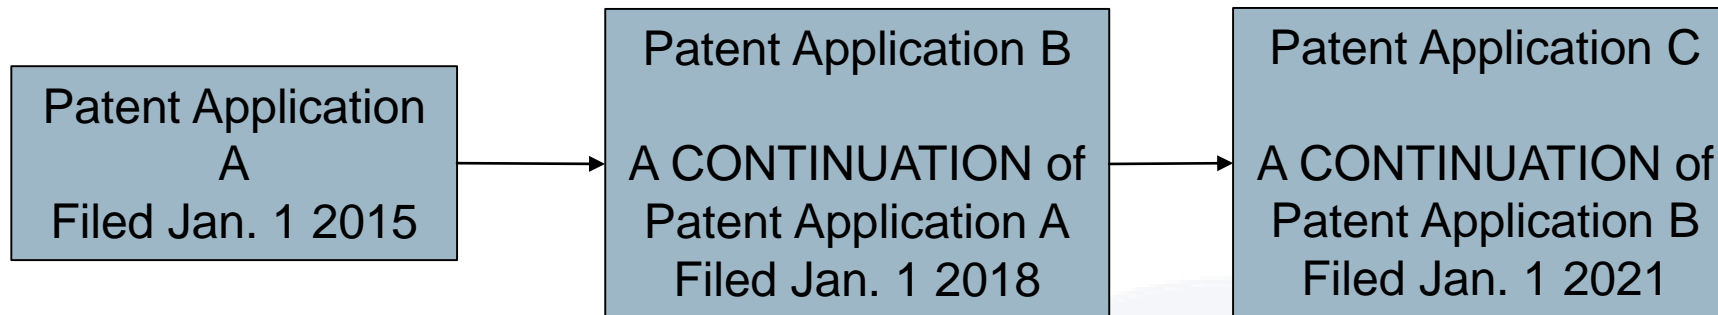 Patent Application
A
Filed Jan. 1 2015
Patent Application B
A CONTINUATION of
Patent Application A
Filed Jan. 1 2018
Patent Application C
A CONTINUATION of
Patent Application B
Filed Jan. 1 2021